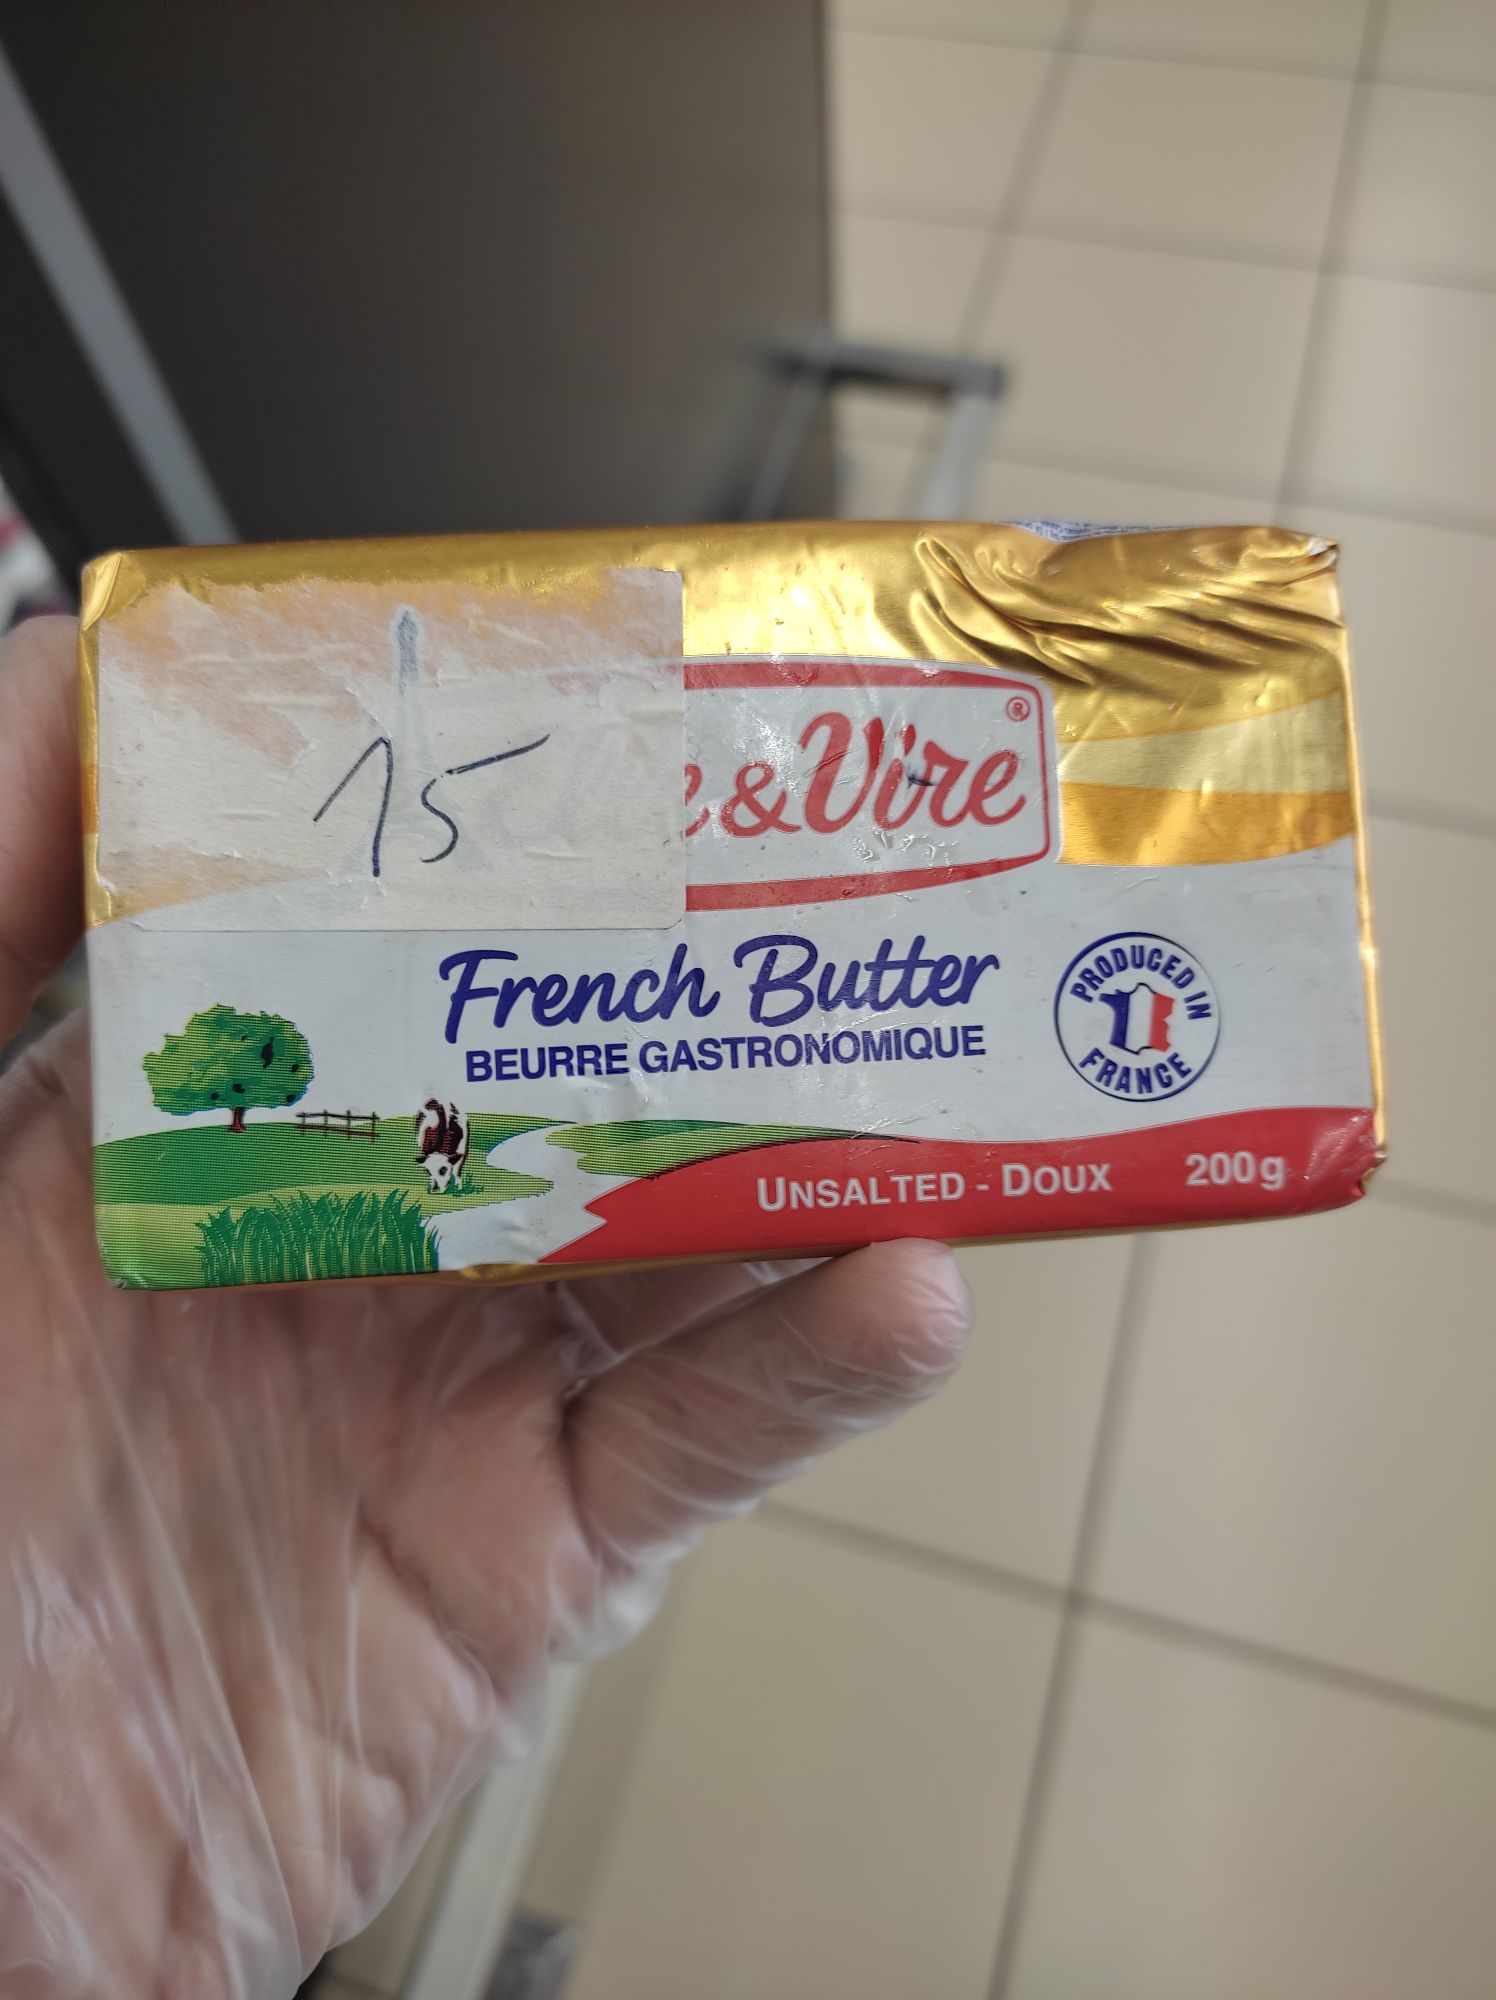 15
e & Vire ®
French Butter
BEURRE GASTRONOMIQUE
PRODUCED IN
FRANCE
UNSALTED - DOUX 200g